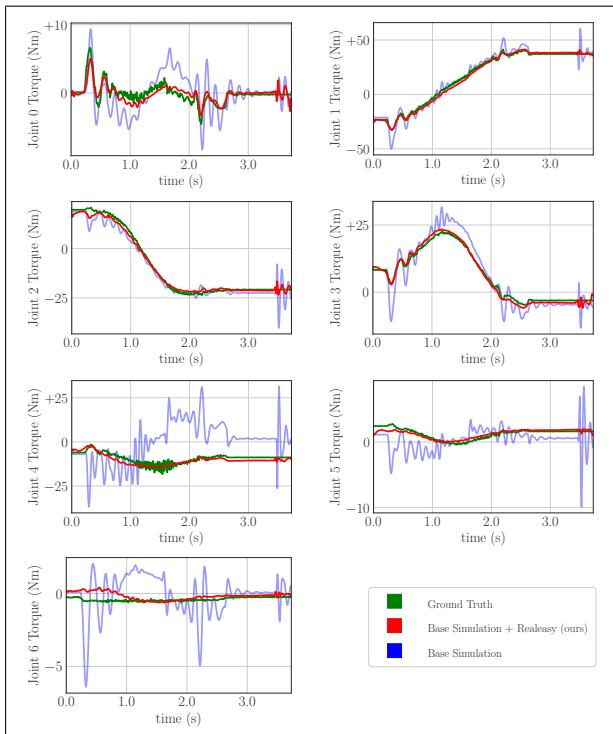 +10
0
Joint 0 Torque (Nm)
0.0 1.0 2.0 3.0
time (s)
+50
0
−50
Joint 1 Torque (Nm)
0.0 1.0 2.0 3.0
time (s)
0
−25
Joint 2 Torque (Nm)
0.0 1.0 2.0 3.0
time (s)
+25
0
Joint 3 Torque (Nm)
0.0 1.0 2.0 3.0
time (s)
+25
0
−25
Joint 4 Torque (Nm)
0.0 1.0 2.0 3.0
time (s)
0
−10
Joint 5 Torque (Nm)
0.0 1.0 2.0 3.0
time (s)
0
−5
Joint 6 Torque (Nm)
0.0 1.0 2.0 3.0
time (s)
Ground Truth
Base Simulation + Realeasy (ours)
Base Simulation